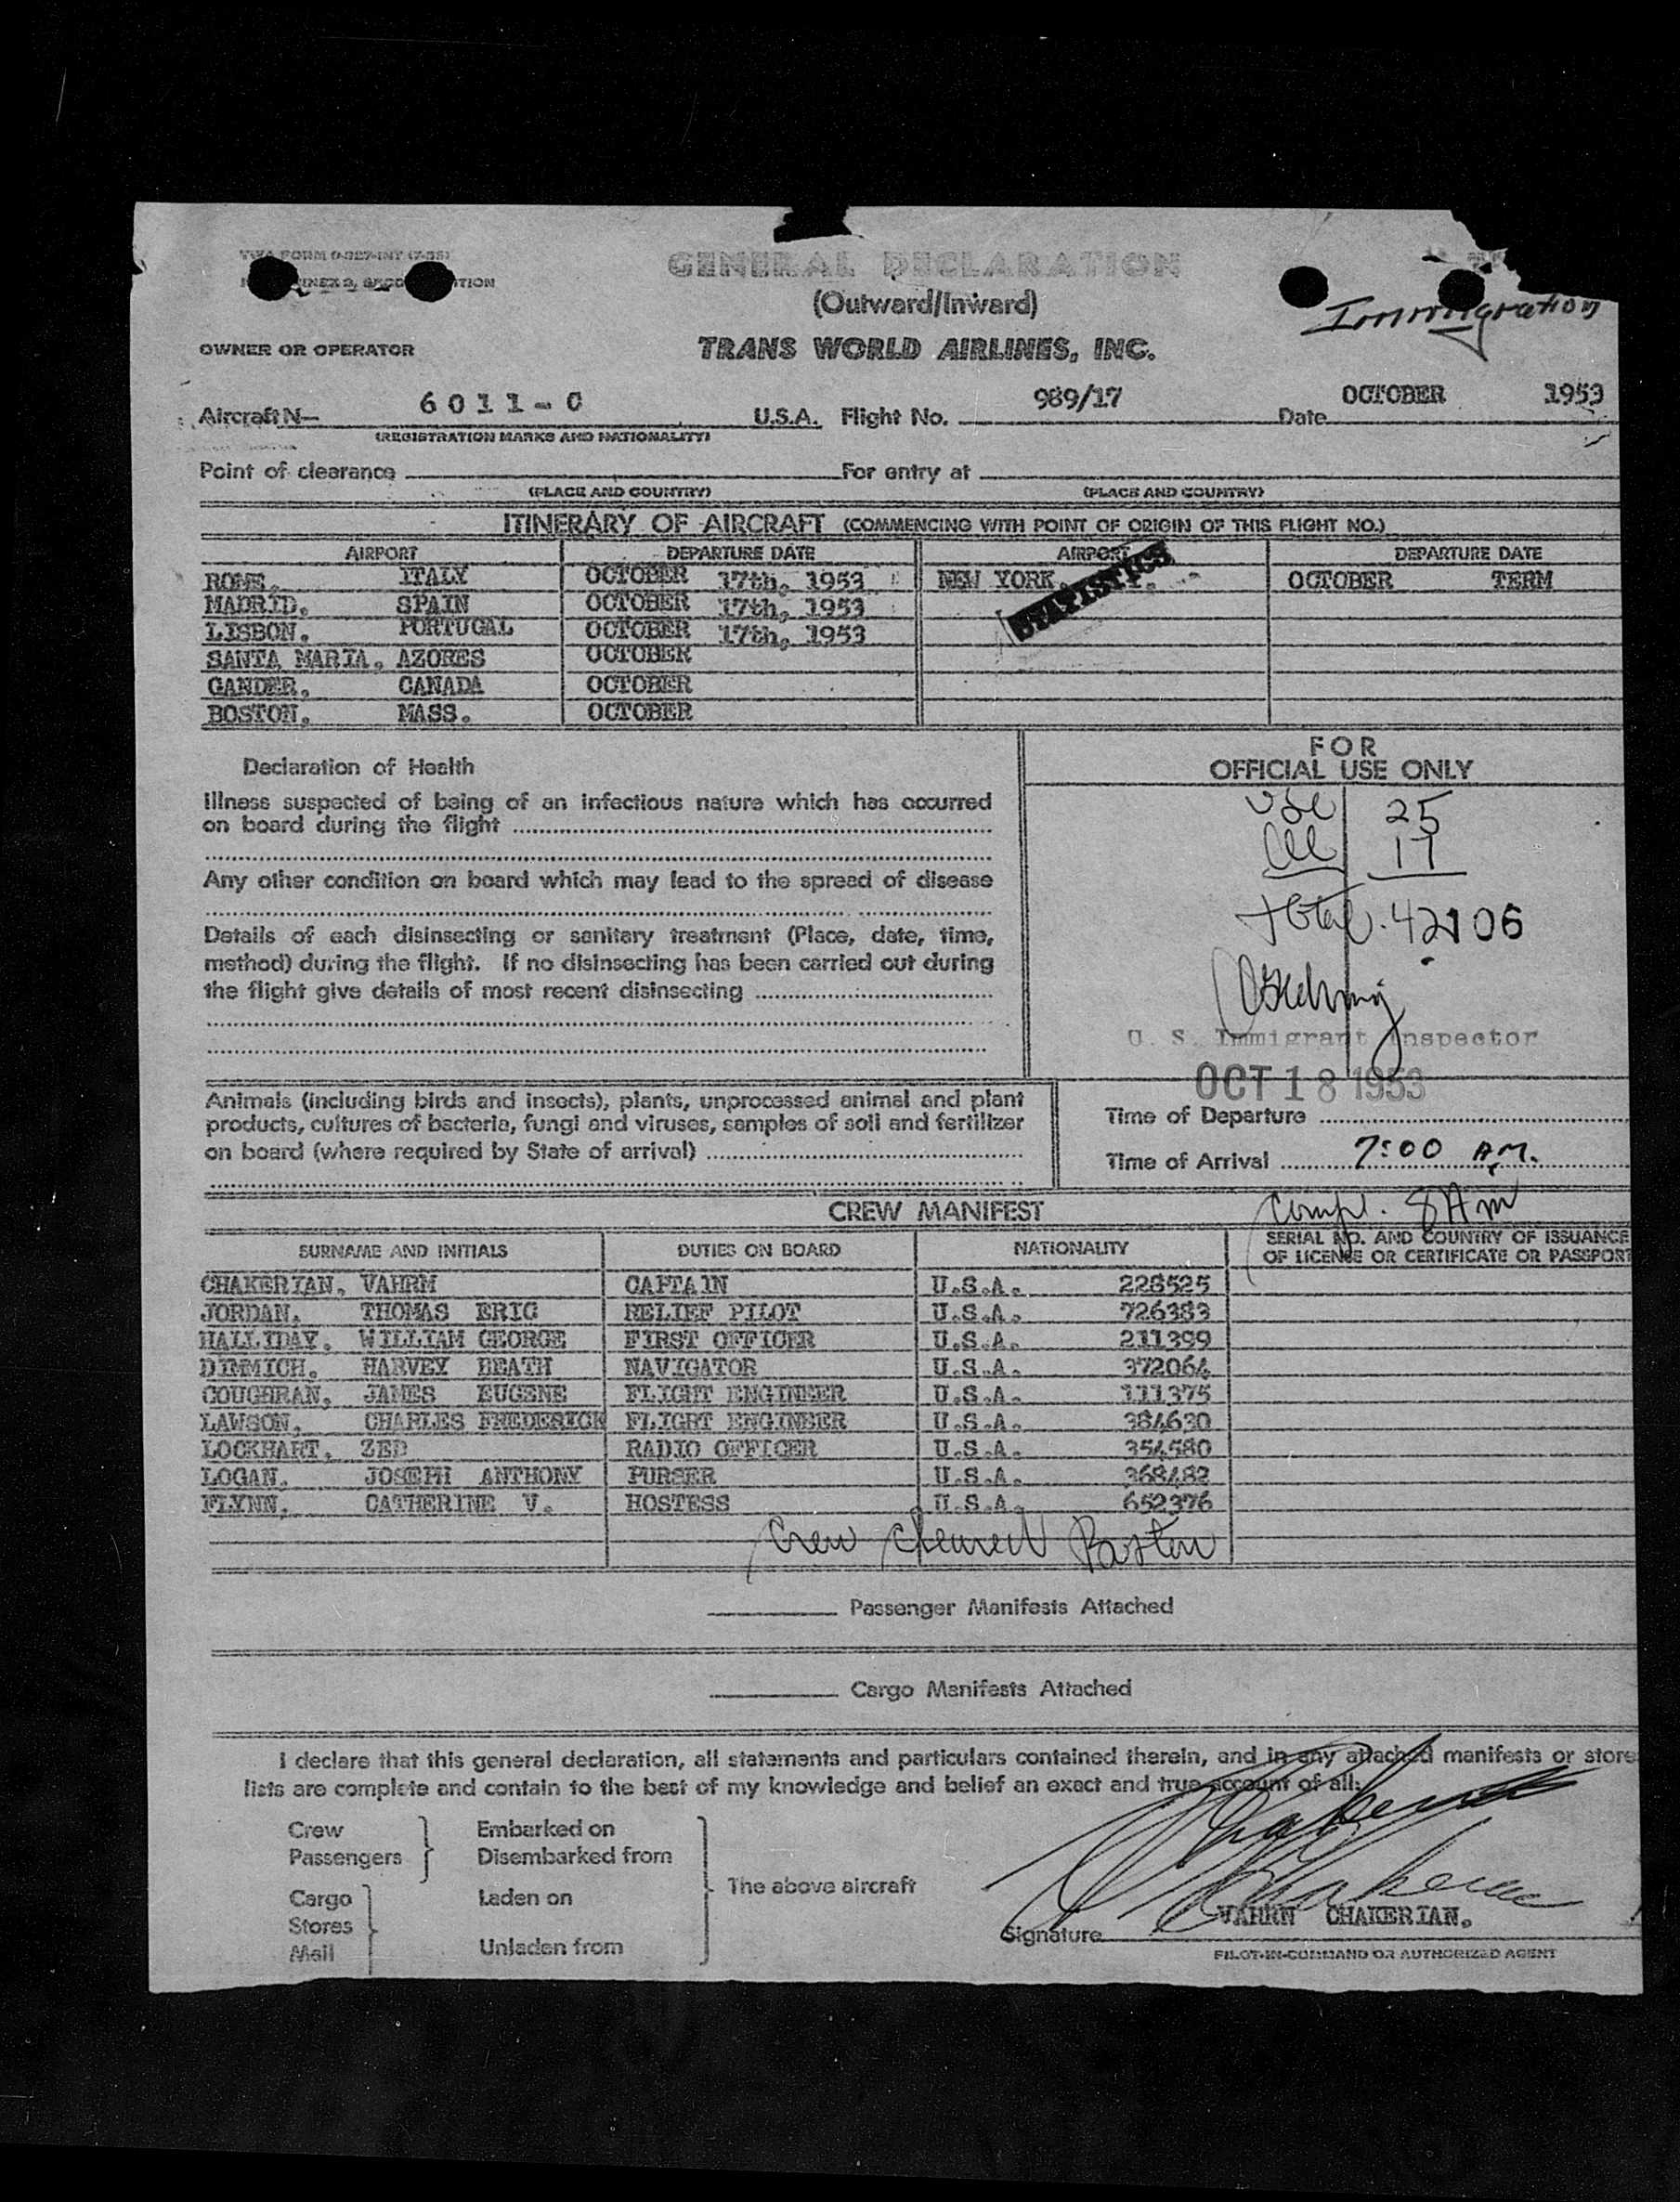 TWA FORM
GENERAL DECLARATION
(Outward/Inward)
Immigration
OWNER OR OPERATOR
TRANS WORLD AIRLINES, INC.
Aircraft N— 6011-C U.S.A. Flight No. 989/17 Date OCTOBER 1953
(REGISTRATION MARKS AND NATIONALITY)
Point of clearance For entry at
(PLACE AND COUNTRY) (PLACE AND COUNTRY)
ITINERARY OF AIRCRAFT (COMMENCING WITH POINT OF ORIGIN OF THIS FLIGHT NO.)
AIRPORT DEPARTURE DATE AIRPORT DEPARTURE DATE
ROME, ITALY OCTOBER 17th, 1953 NEW YORK, OCTOBER TERM
STATISTICS
MADRID, SPAIN OCTOBER 17th, 1953
LISBON, PORTUGAL OCTOBER 17th, 1953
SANTA MARIA, AZORES OCTOBER
GANDER, CANADA OCTOBER
BOSTON, MASS. OCTOBER
Declaration of Health
Illness suspected of being of an infectious nature which has occurred
on board during the flight
Any other condition on board which may lead to the spread of disease
Details of each disinsecting or sanitary treatment (Place, date, time,
method) during the flight. If no disinsecting has been carried out during
the flight give details of most recent disinsecting
FOR
OFFICIAL USE ONLY
USC 25
17
total. 42 106
U. S. Immigrant Inspector
OCT 18 1953
Animals (including birds and insects), plants, unprocessed animal and plant
products, cultures of bacteria, fungi and viruses, samples of soil and fertilizer
on board (where required by State of arrival)
Time of Departure
Time of Arrival 7:00 A.M.
Compl. 8 AM
CREW MANIFEST
SURNAME AND INITIALS DUTIES ON BOARD NATIONALITY SERIAL NO. AND COUNTRY OF ISSUANCE
OF LICENSE OR CERTIFICATE OR PASSPORT
CHAKERIAN, VAHRM CAPTAIN U.S.A. 228525
JORDAN, THOMAS ERIC RELIEF PILOT U.S.A. 726383
HALLIDAY, WILLIAM GEORGE FIRST OFFICER U.S.A. 211399
DIMMICH, HARVEY HEATH NAVIGATOR U.S.A. 372064
COUGHRAN, JAMES EUGENE FLIGHT ENGINEER U.S.A. 111375
LAWSON, CHARLES FREDERICK FLIGHT ENGINEER U.S.A. 384630
LOCKHART, ZED RADIO OFFICER U.S.A. 354580
LOGAN, JOSEPH ANTHONY PURSER U.S.A. 368482
FLYNN, CATHERINE V. HOSTESS U.S.A. 652376
Crew cleared Boston
Passenger Manifests Attached
Cargo Manifests Attached
I declare that this general declaration, all statements and particulars contained therein, and in any attached manifests or store
lists are complete and contain to the best of my knowledge and belief an exact and true account of all:
Crew Embarked on
Passengers Disembarked from
The above aircraft
Cargo Laden on
Stores
Mail Unladen from
Signature VAHRN CHAKERIAN.
PILOT-IN-COMMAND OR AUTHORIZED AGENT